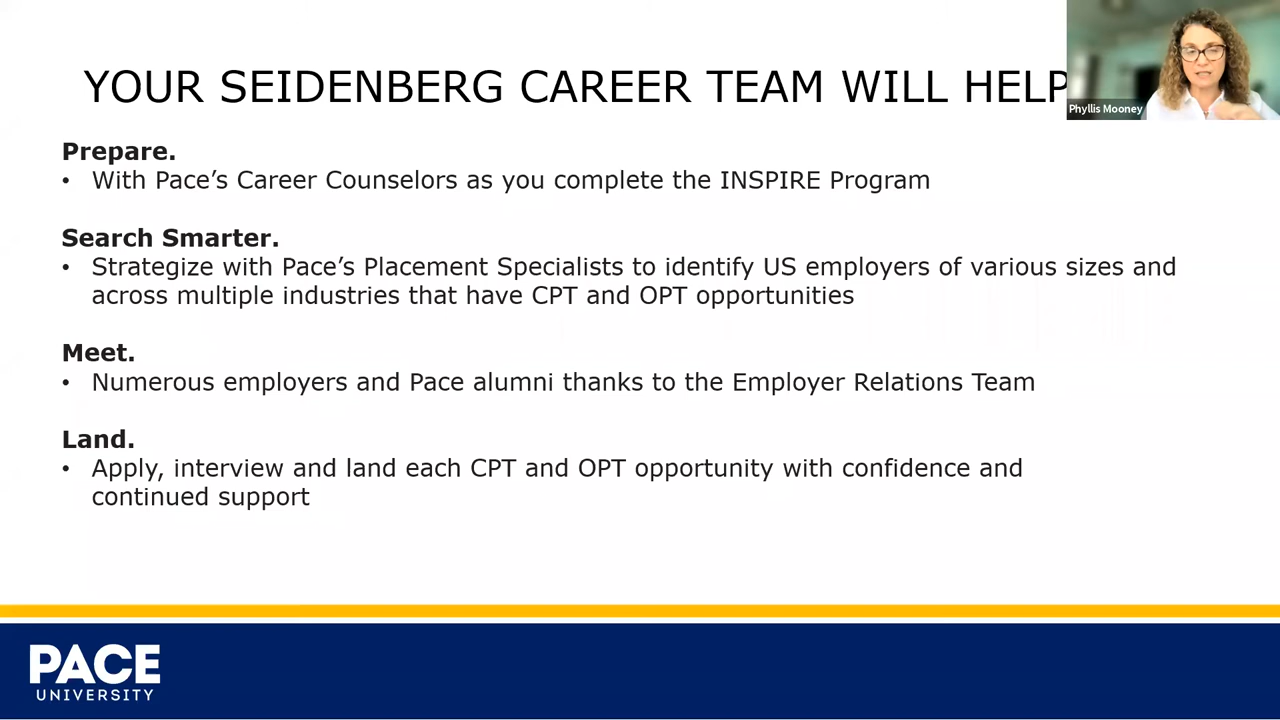 YOUR SEIDENBERG CAREER TEAM WILL HELP
Phyllis Mooney
Prepare.
• With Pace’s Career Counselors as you complete the INSPIRE Program
Search Smarter.
• Strategize with Pace’s Placement Specialists to identify US employers of various sizes and
across multiple industries that have CPT and OPT opportunities
Meet.
• Numerous employers and Pace alumni thanks to the Employer Relations Team
Land.
• Apply, interview and land each CPT and OPT opportunity with confidence and
continued support
PACE
UNIVERSITY